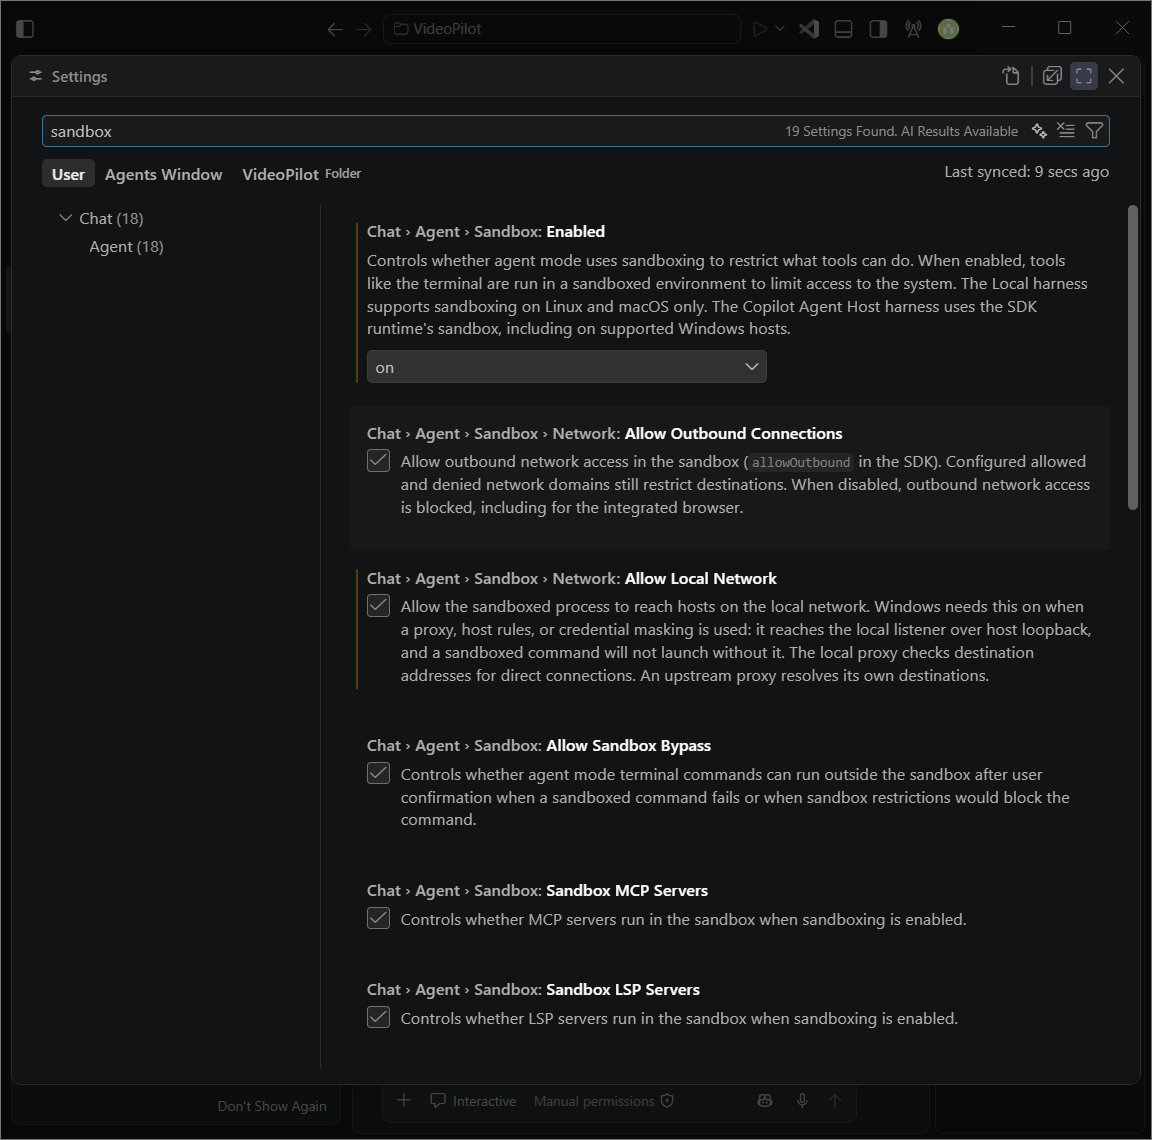 VideoPilot
Settings
sandbox
19 Settings Found. AI Results Available
User
Agents Window
VideoPilot Folder
Last synced: 9 secs ago
Chat (18)
Agent (18)
Chat › Agent › Sandbox: Enabled
Controls whether agent mode uses sandboxing to restrict what tools can do. When enabled, tools
like the terminal are run in a sandboxed environment to limit access to the system. The Local harness
supports sandboxing on Linux and macOS only. The Copilot Agent Host harness uses the SDK
runtime's sandbox, including on supported Windows hosts.
on
Chat › Agent › Sandbox › Network: Allow Outbound Connections
Allow outbound network access in the sandbox (allowOutbound in the SDK). Configured allowed
and denied network domains still restrict destinations. When disabled, outbound network access
is blocked, including for the integrated browser.
Chat › Agent › Sandbox › Network: Allow Local Network
Allow the sandboxed process to reach hosts on the local network. Windows needs this on when
a proxy, host rules, or credential masking is used: it reaches the local listener over host loopback,
and a sandboxed command will not launch without it. The local proxy checks destination
addresses for direct connections. An upstream proxy resolves its own destinations.
Chat › Agent › Sandbox: Allow Sandbox Bypass
Controls whether agent mode terminal commands can run outside the sandbox after user
confirmation when a sandboxed command fails or when sandbox restrictions would block the
command.
Chat › Agent › Sandbox: Sandbox MCP Servers
Controls whether MCP servers run in the sandbox when sandboxing is enabled.
Chat › Agent › Sandbox: Sandbox LSP Servers
Controls whether LSP servers run in the sandbox when sandboxing is enabled.
Don't Show Again
Interactive
Manual permissions